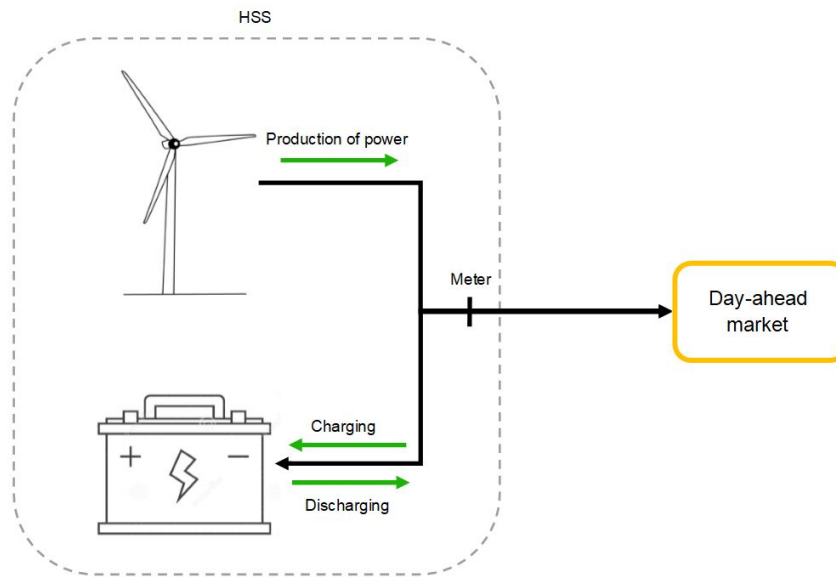 HSS
Production of power
Meter
Day-ahead
market
Charging
+ −
Discharging